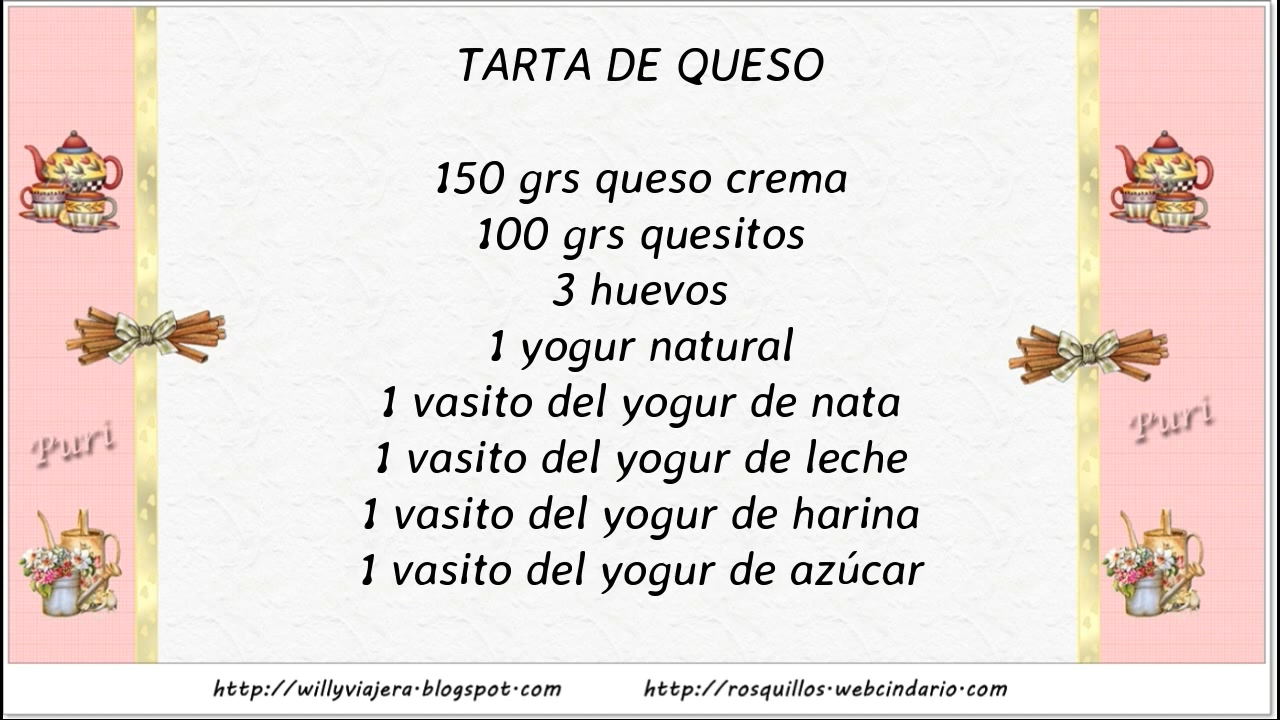 TARTA DE QUESO
150 grs queso crema
100 grs quesitos
3 huevos
1 yogur natural
1 vasito del yogur de nata
1 vasito del yogur de leche
1 vasito del yogur de harina
1 vasito del yogur de azúcar
Puri
Puri
http://willyviajera.blogspot.com
http://rosquillos.webcindario.com